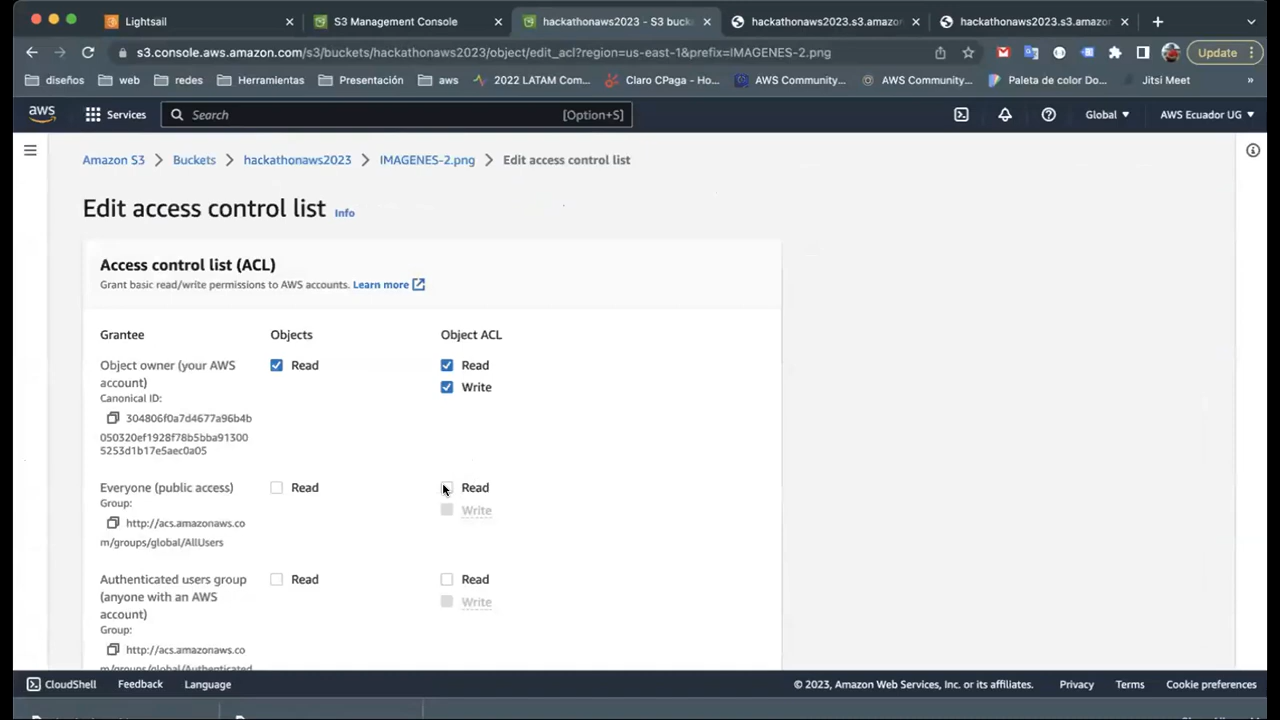 Lightsail
S3 Management Console
hackathonaws2023 - S3 buck
hackathonaws2023.s3.amazor
hackathonaws2023.s3.amazor
s3.console.aws.amazon.com/s3/buckets/hackathonaws2023/object/edit_acl?region=us-east-1&prefix=IMAGENES-2.png
Update
diseños
web
redes
Herramientas
Presentación
aws
2022 LATAM Com...
Claro CPaga - Ho...
AWS Community...
AWS Community...
Paleta de color Do...
Jitsi Meet
»
aws
Services
Search
[Option+S]
Global
AWS Ecuador UG
Amazon S3 > Buckets > hackathonaws2023 > IMAGENES-2.png > Edit access control list
Edit access control list Info
Access control list (ACL)
Grant basic read/write permissions to AWS accounts. Learn more
Grantee Objects Object ACL
Object owner (your AWS Read Read
account) Write
Canonical ID:
304806f0a7d4677a96b4b
050320ef1928f78b5bba91300
5253d1b17e5aec0a05
Everyone (public access) Read Read
Group: Write
http://acs.amazonaws.co
m/groups/global/AllUsers
Authenticated users group Read Read
(anyone with an AWS Write
account)
Group:
http://acs.amazonaws.co
m/groups/global/Authenticated
CloudShell Feedback Language © 2023, Amazon Web Services, Inc. or its affiliates. Privacy Terms Cookie preferences